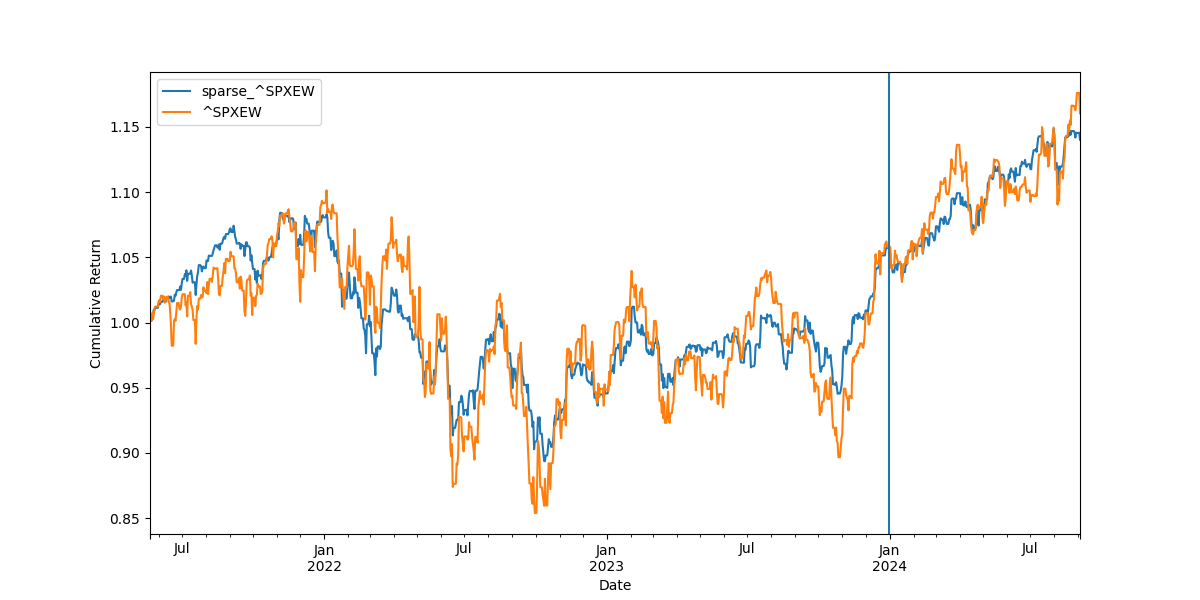 sparse_^SPXEW
^SPXEW
Cumulative Return
1.15
1.10
1.05
1.00
0.95
0.90
0.85
Jul
Jan
2022
Jul
Jan
2023
Jul
Jan
2024
Jul
Date